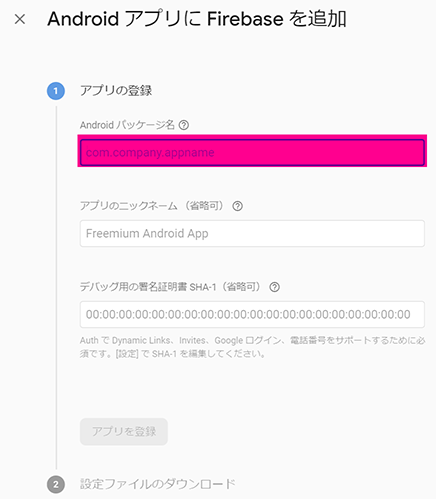 Android アプリに Firebase を追加
1 アプリの登録
Android パッケージ名
com.company.appname
アプリのニックネーム （省略可）
Freemium Android App
デバッグ用の署名証明書 SHA-1（省略可）
00:00:00:00:00:00:00:00:00:00:00:00:00:00:00:00:00:00:00:00
Auth で Dynamic Links、Invites、Google ログイン、電話番号をサポートするために必
須です。[設定] で SHA-1 を編集してください。
アプリを登録
2 設定ファイルのダウンロード